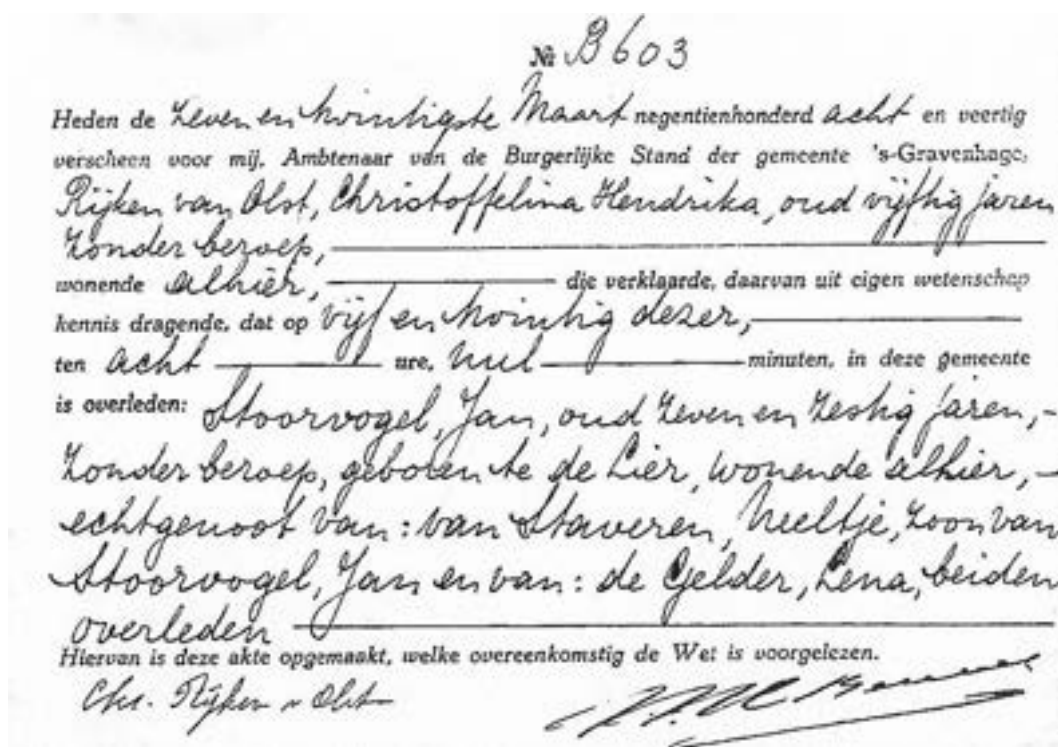 № B 603
Heden de zeven en twintigste Maart negentienhonderd acht en veertig
verscheen voor mij, Ambtenaar van de Burgerlijke Stand der gemeente 's-Gravenhage,
Rijken van Olst, Christoffelina Hendrika, oud vijftig jaren
zonder beroep,
wonende alhier, die verklaarde, daarvan uit eigen wetenschap
kennis dragende, dat op vijf en twintig dezer,
ten acht ure, nul minuten, in deze gemeente
is overleden: Stoorvogel, Jan, oud zeven en zestig jaren,
zonder beroep, geboren te de Lier, wonende alhier,
echtgenoot van: van Staveren, Neeltje, zoon van
Stoorvogel, Jan en van: de Gelder, Lena, beiden
overleden
Hiervan is deze akte opgemaakt, welke overeenkomstig de Wet is voorgelezen.
Chr. Rijken v Olst